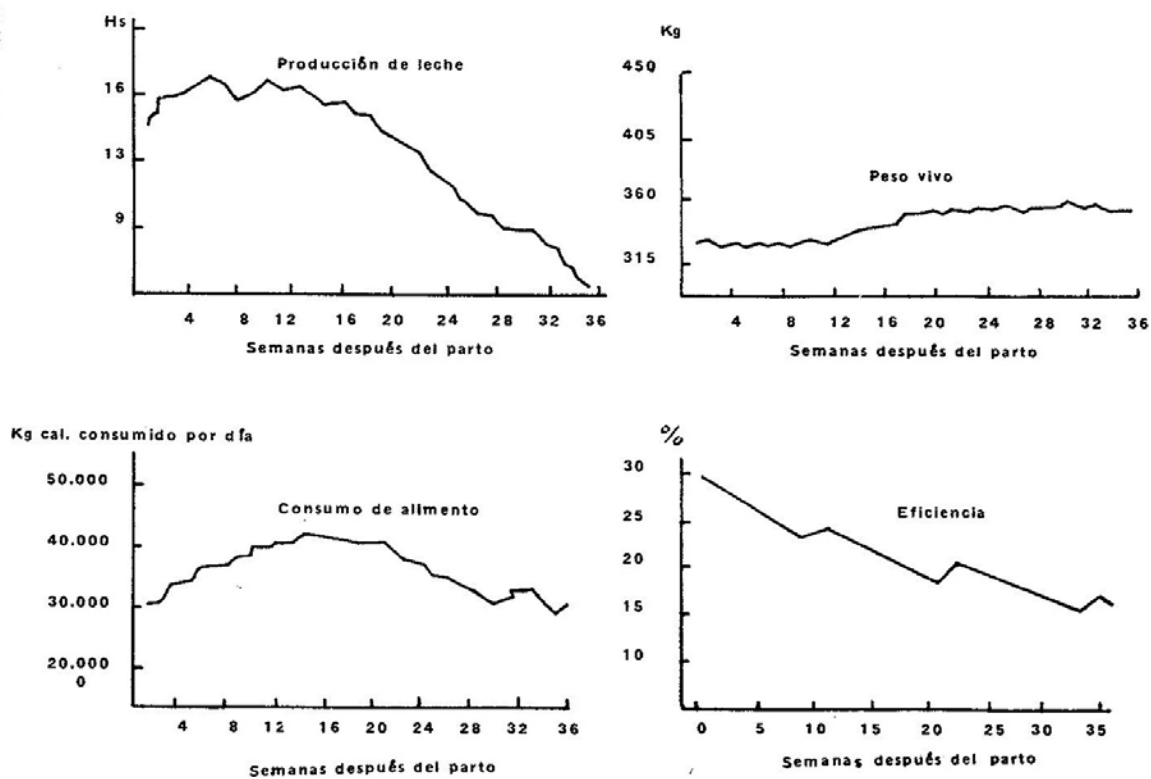 Hs
Producción de leche
16
13
9
4 8 12 16 20 24 28 32 36
Semanas después del parto
Kg
450
405
Peso vivo
360
315
4 8 12 16 20 24 28 32 36
Semanas después del parto
Kg cal. consumido por día
50.000
Consumo de alimento
40.000
30.000
20.000
0
4 8 12 16 20 24 28 32 36
Semanas después del parto
%
30
25
Eficiencia
20
15
10
0 5 10 15 20 25 30 35
Semanas después del parto